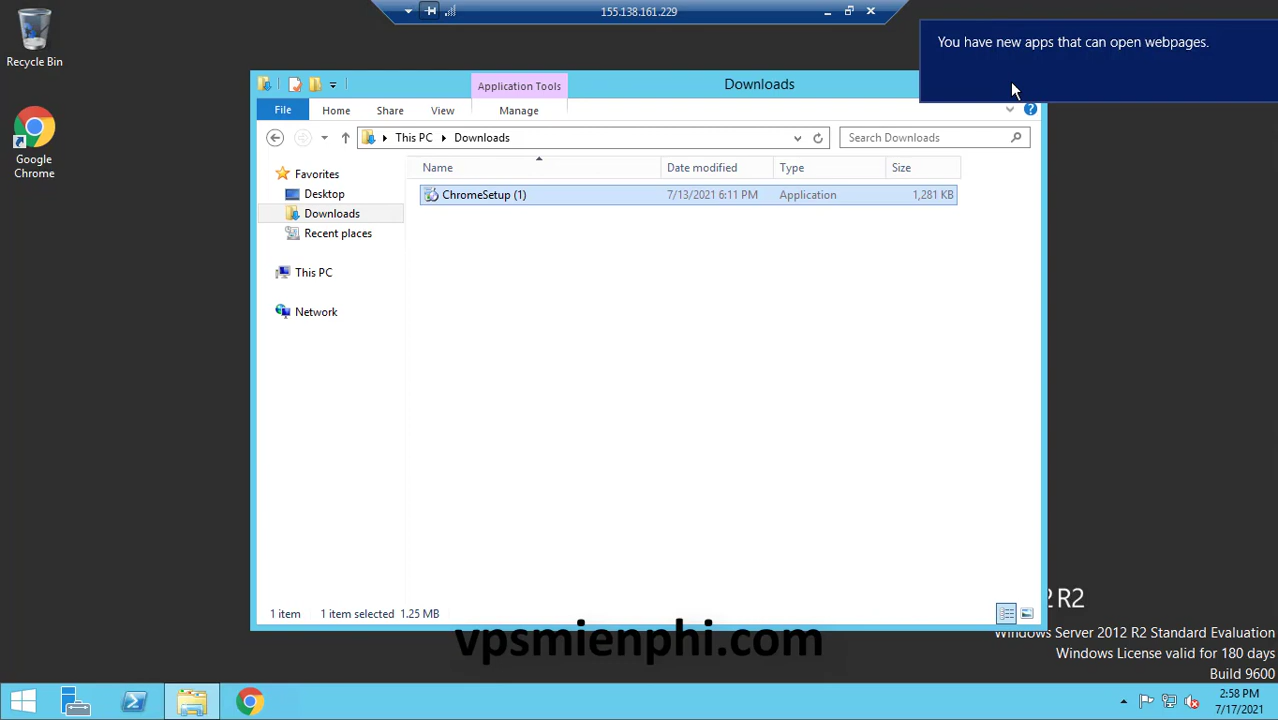 155.138.161.229
Recycle Bin
You have new apps that can open webpages.
Application Tools
Downloads
File
Home
Share
View
Manage
This PC
Downloads
Search Downloads
Google
Chrome
Name
Date modified
Type
Size
Favorites
Desktop
Downloads
Recent places
This PC
Network
ChromeSetup (1)
7/13/2021 6:11 PM
Application
1,281 KB
1 item
1 item selected
1.25 MB
vpsmienphi.com
2 R2
Windows Server 2012 R2 Standard Evaluation
Windows License valid for 180 days
Build 9600
2:58 PM
7/17/2021